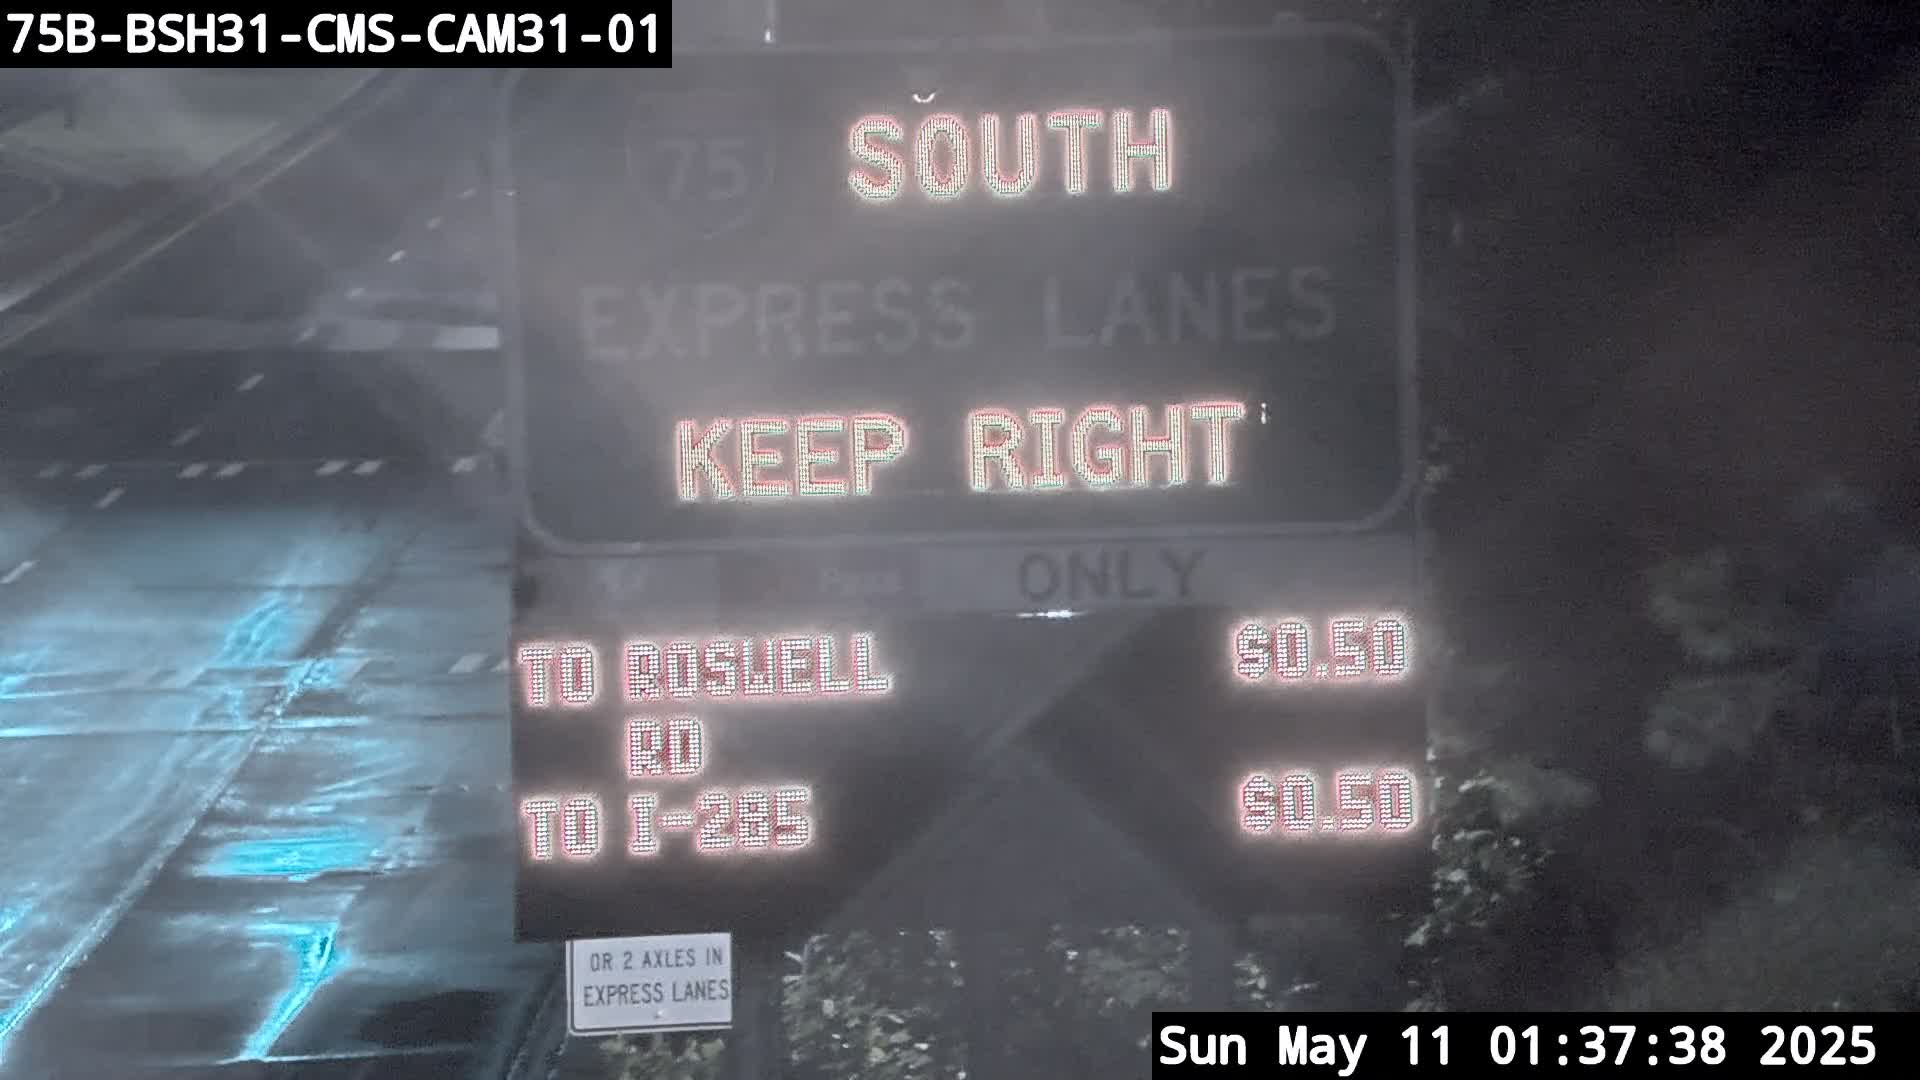 75B-BSH31-CMS-CAM31-01
75 SOUTH
EXPRESS LANES
KEEP RIGHT
Pass ONLY
TO ROSWELL $0.50
RD
TO I-285 $0.50
OR 2 AXLES IN
EXPRESS LANES
Sun May 11 01:37:38 2025